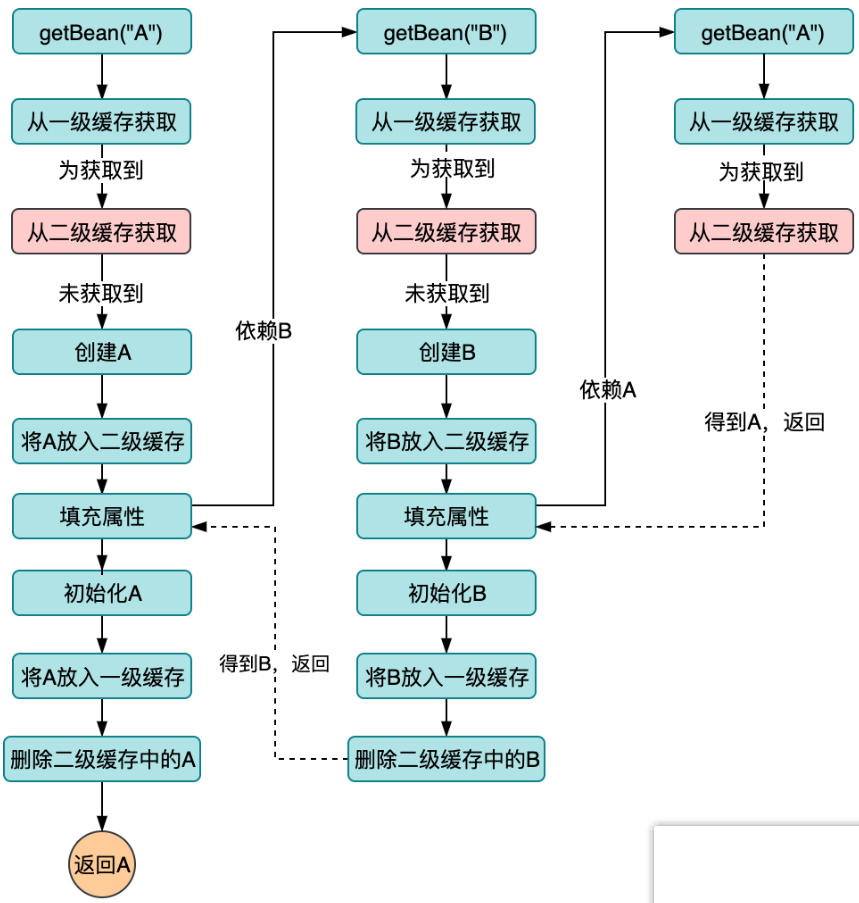 getBean("A")
从一级缓存获取
为获取到
从二级缓存获取
未获取到
创建A
将A放入二级缓存
填充属性
初始化A
将A放入一级缓存
删除二级缓存中的A
返回A
依赖B
得到B，返回
getBean("B")
从一级缓存获取
为获取到
从二级缓存获取
未获取到
创建B
将B放入二级缓存
填充属性
初始化B
将B放入一级缓存
删除二级缓存中的B
依赖A
getBean("A")
从一级缓存获取
为获取到
从二级缓存获取
得到A，返回